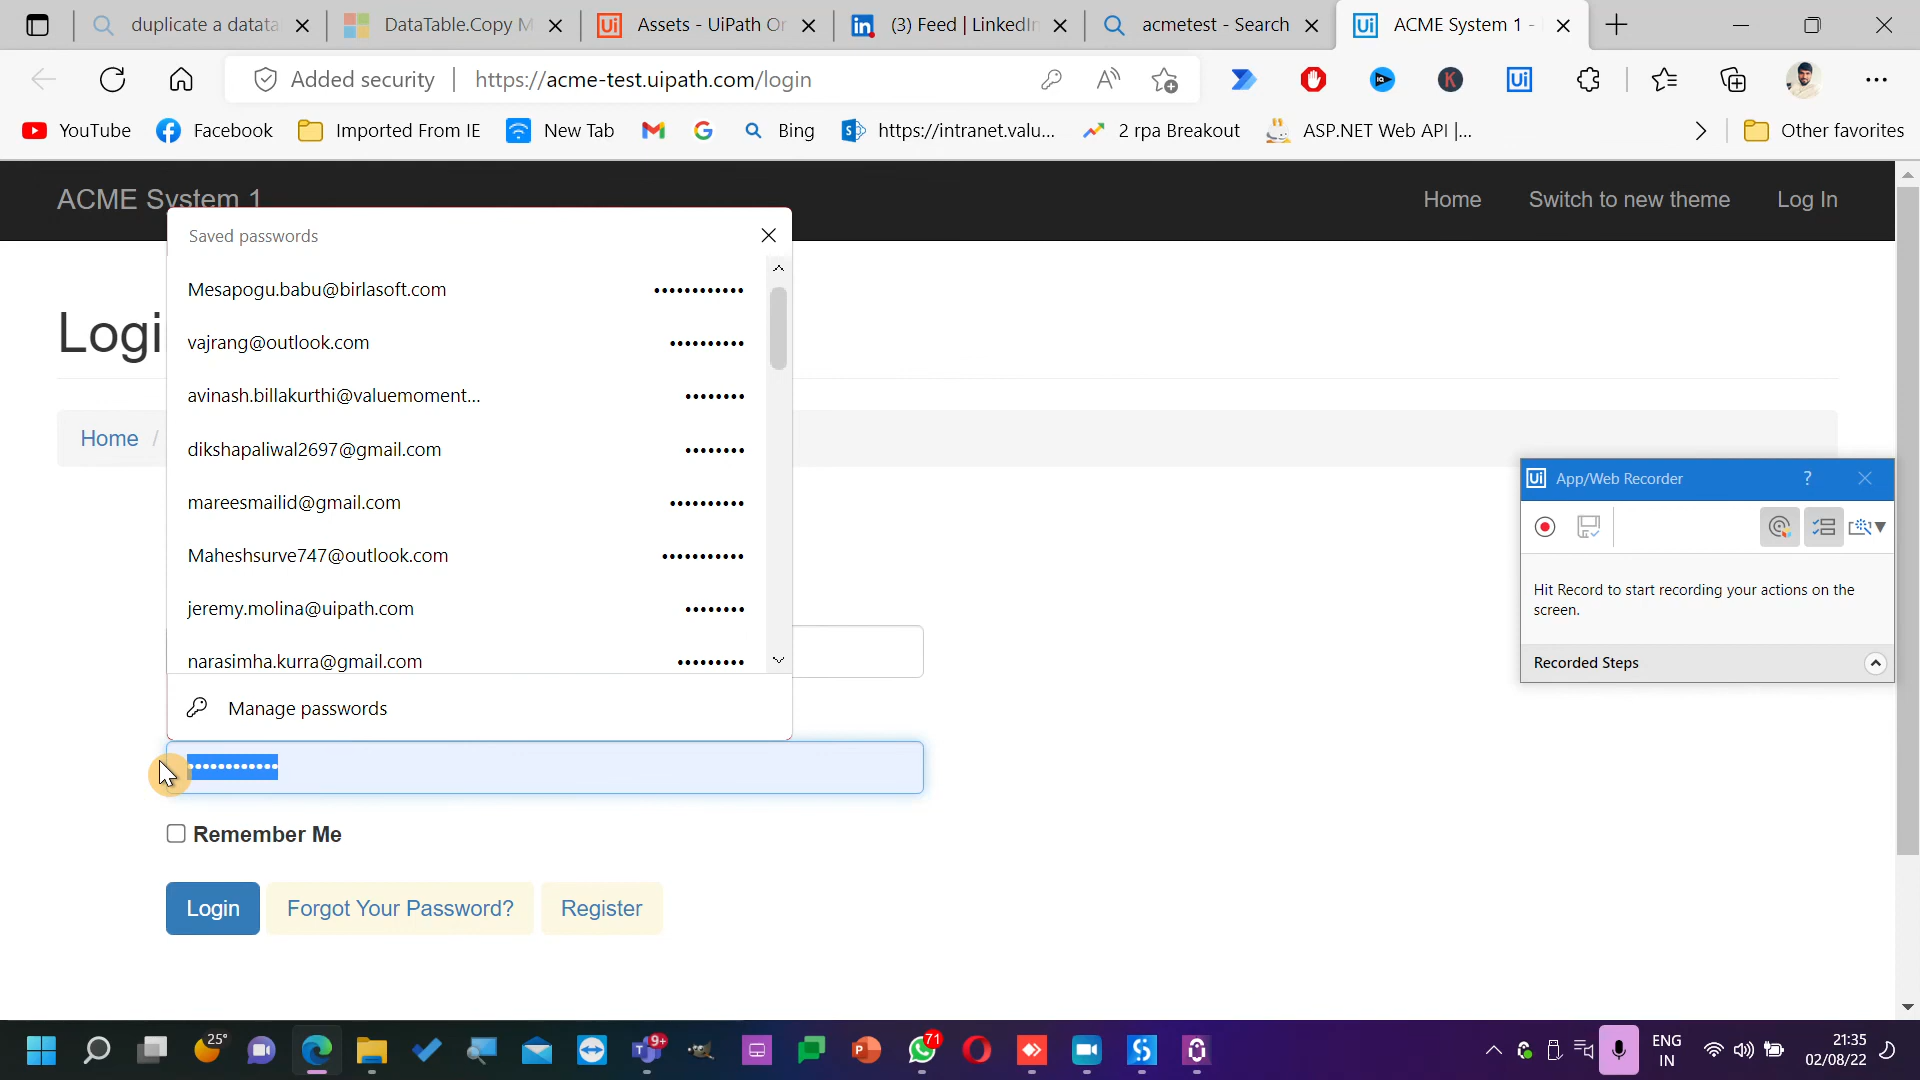 duplicate a datata
DataTable.Copy M
Assets - UiPath Or
(3) Feed | LinkedIn
acmetest - Search
ACME System 1 -
Added security
https://acme-test.uipath.com/login
YouTube
Facebook
Imported From IE
New Tab
Bing
https://intranet.valu...
2 rpa Breakout
ASP.NET Web API |...
Other favorites
ACME System 1
Home
Switch to new theme
Log In
Saved passwords
Mesapogu.babu@birlasoft.com
vajrang@outlook.com
Logi
avinash.billakurthi@valuemoment...
Home /
dikshapaliwal2697@gmail.com
mareesmailid@gmail.com
Maheshsurve747@outlook.com
jeremy.molina@uipath.com
narasimha.kurra@gmail.com
Manage passwords
App/Web Recorder
?
Hit Record to start recording your actions on the
screen.
Recorded Steps
Remember Me
Login
Forgot Your Password?
Register
25°
9+
71
ENG
IN
21:35
02/08/22